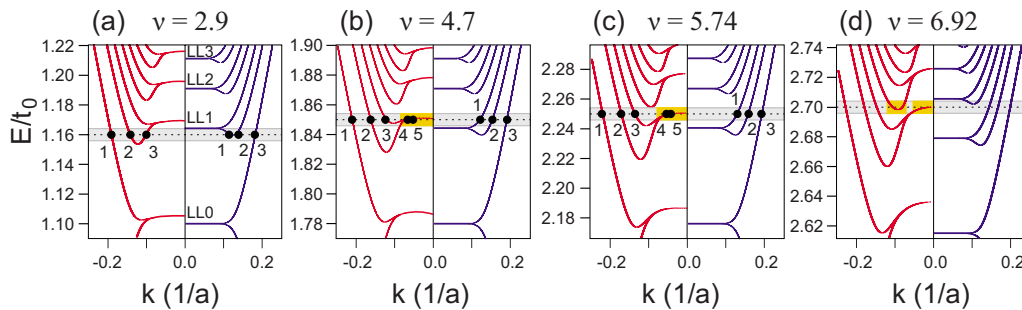 (a) ν = 2.9
(b) ν = 4.7
(c) ν = 5.74
(d) ν = 6.92
E/t0
1.22
1.20
1.18
1.16
1.14
1.12
1.10
LL3
LL2
LL1
LL0
1 2 3 1 2 3
-0.2 0.0 0.2
k (1/a)
1.90
1.88
1.86
1.84
1.82
1.80
1.78
1 2 3 4 5 1 2 3
-0.2 0.0 0.2
k (1/a)
2.28
2.26
2.24
2.22
2.20
2.18
1 2 3 4 5 1 2 3
-0.2 0.0 0.2
k (1/a)
2.74
2.72
2.70
2.68
2.66
2.64
2.62
-0.2 0.0 0.2
k (1/a)